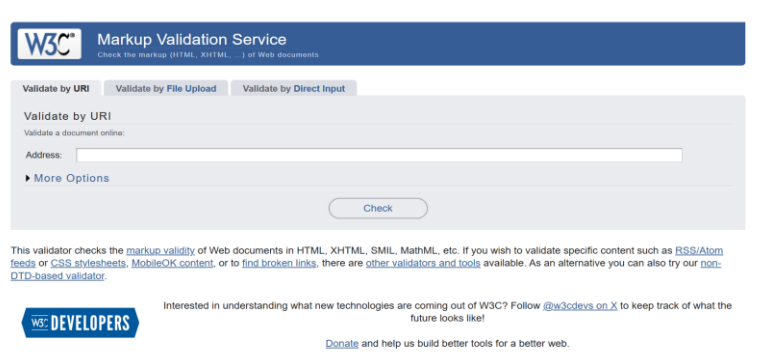 W3C® Markup Validation Service
Check the markup (HTML, XHTML, …) of Web documents
Validate by URI Validate by File Upload Validate by Direct Input
Validate by URI
Validate a document online:
Address:
More Options
Check
This validator checks the markup validity of Web documents in HTML, XHTML, SMIL, MathML, etc. If you wish to validate specific content such as RSS/Atom
feeds or CSS stylesheets, MobileOK content, or to find broken links, there are other validators and tools available. As an alternative you can also try our non-
DTD-based validator.
Interested in understanding what new technologies are coming out of W3C? Follow @w3cdevs on X to keep track of what the
future looks like!
W3C DEVELOPERS
Donate and help us build better tools for a better web.